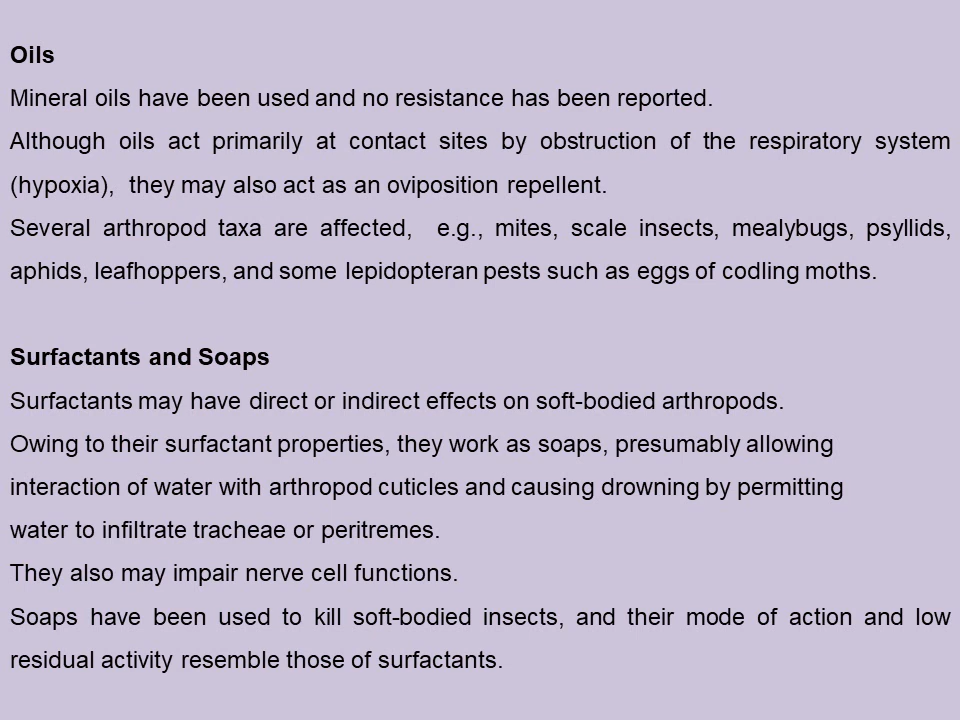 Oils
Mineral oils have been used and no resistance has been reported.
Although oils act primarily at contact sites by obstruction of the respiratory system
(hypoxia),  they may also act as an oviposition repellent.
Several arthropod taxa are affected,  e.g., mites, scale insects, mealybugs, psyllids,
aphids, leafhoppers, and some lepidopteran pests such as eggs of codling moths.
Surfactants and Soaps
Surfactants may have direct or indirect effects on soft-bodied arthropods.
Owing to their surfactant properties, they work as soaps, presumably allowing
interaction of water with arthropod cuticles and causing drowning by permitting
water to infiltrate tracheae or peritremes.
They also may impair nerve cell functions.
Soaps have been used to kill soft-bodied insects, and their mode of action and low
residual activity resemble those of surfactants.